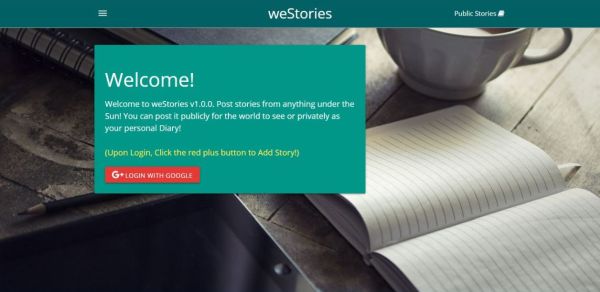 weStories
Public Stories
Welcome!
Welcome to weStories v1.0.0. Post stories from anything under the
Sun! You can post it publicly for the world to see or privately as
your personal Diary!
(Upon Login, Click the red plus button to Add Story!)
G+ LOGIN WITH GOOGLE